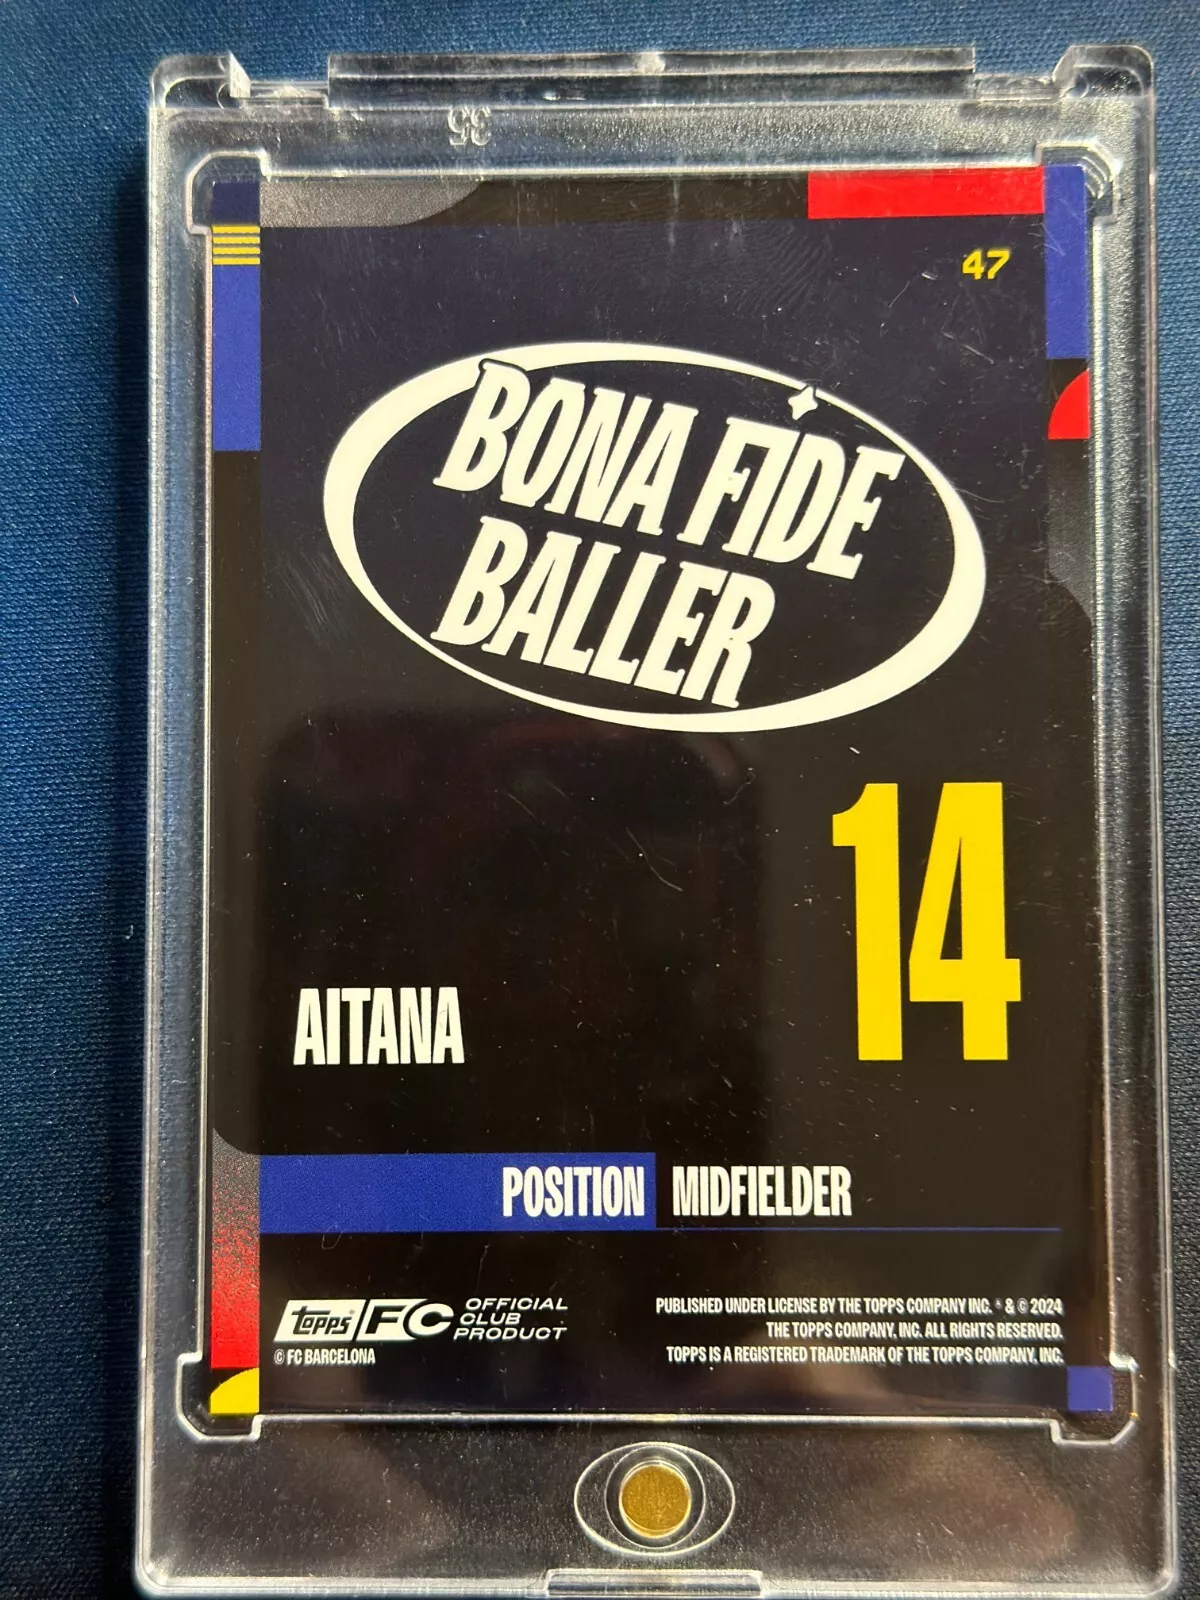 35
47
BONA FIDE
BALLER
14
AITANA
POSITION MIDFIELDER
topps FC OFFICIAL CLUB PRODUCT
© FC BARCELONA
PUBLISHED UNDER LICENSE BY THE TOPPS COMPANY INC. ® & © 2024
THE TOPPS COMPANY, INC. ALL RIGHTS RESERVED.
TOPPS IS A REGISTERED TRADEMARK OF THE TOPPS COMPANY, INC.